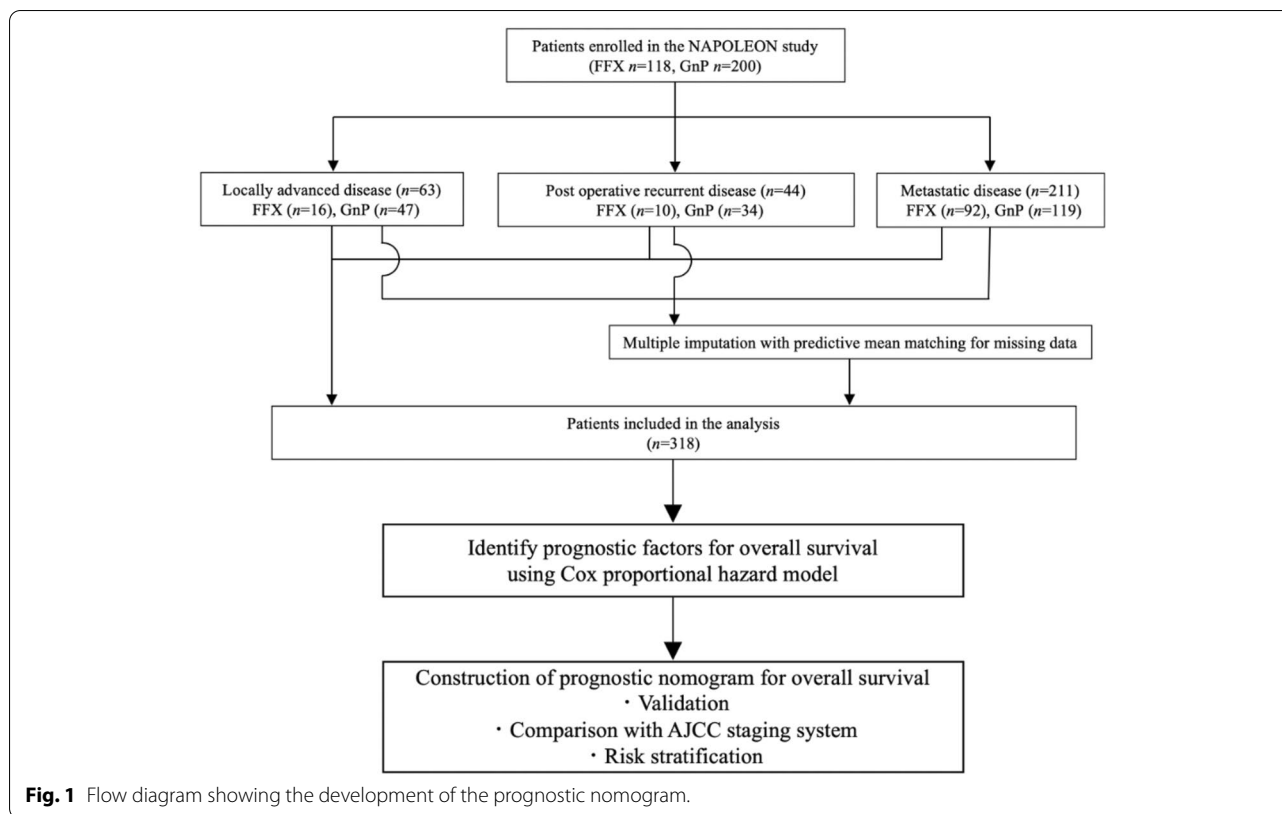 Patients enrolled in the NAPOLEON study
(FFX n=118, GnP n=200)
Locally advanced disease (n=63)
FFX (n=16), GnP (n=47)
Post operative recurrent disease (n=44)
FFX (n=10), GnP (n=34)
Metastatic disease (n=211)
FFX (n=92), GnP (n=119)
Multiple imputation with predictive mean matching for missing data
Patients included in the analysis
(n=318)
Identify prognostic factors for overall survival
using Cox proportional hazard model
Construction of prognostic nomogram for overall survival
・Validation
・Comparison with AJCC staging system
・Risk stratification
Fig. 1 Flow diagram showing the development of the prognostic nomogram.